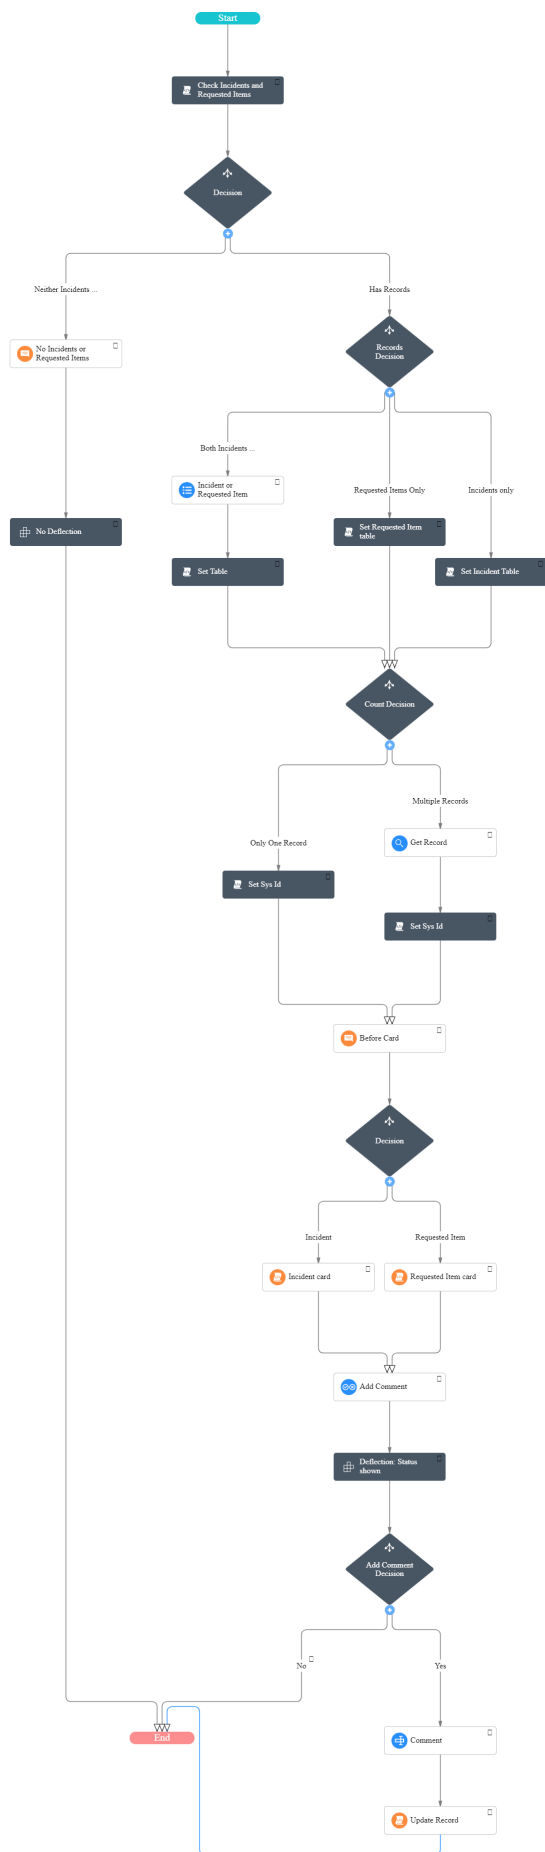 Start
Check Incidents and
Requested Items
Decision
Neither Incidents ...
Has Records
No Incidents or
Requested Items
Records
Decision
Both Incidents ...
Incident or
Requested Item
Requested Items Only
Incidents only
No Deflection
Set Requested Item
table
Set Table
Set Incident Table
Count Decision
Multiple Records
Only One Record
Get Record
Set Sys Id
Set Sys Id
Before Card
Decision
Incident
Requested Item
Incident card
Requested Item card
Add Comment
Deflection: Status
shown
Add Comment
Decision
No
Yes
End
Comment
Update Record